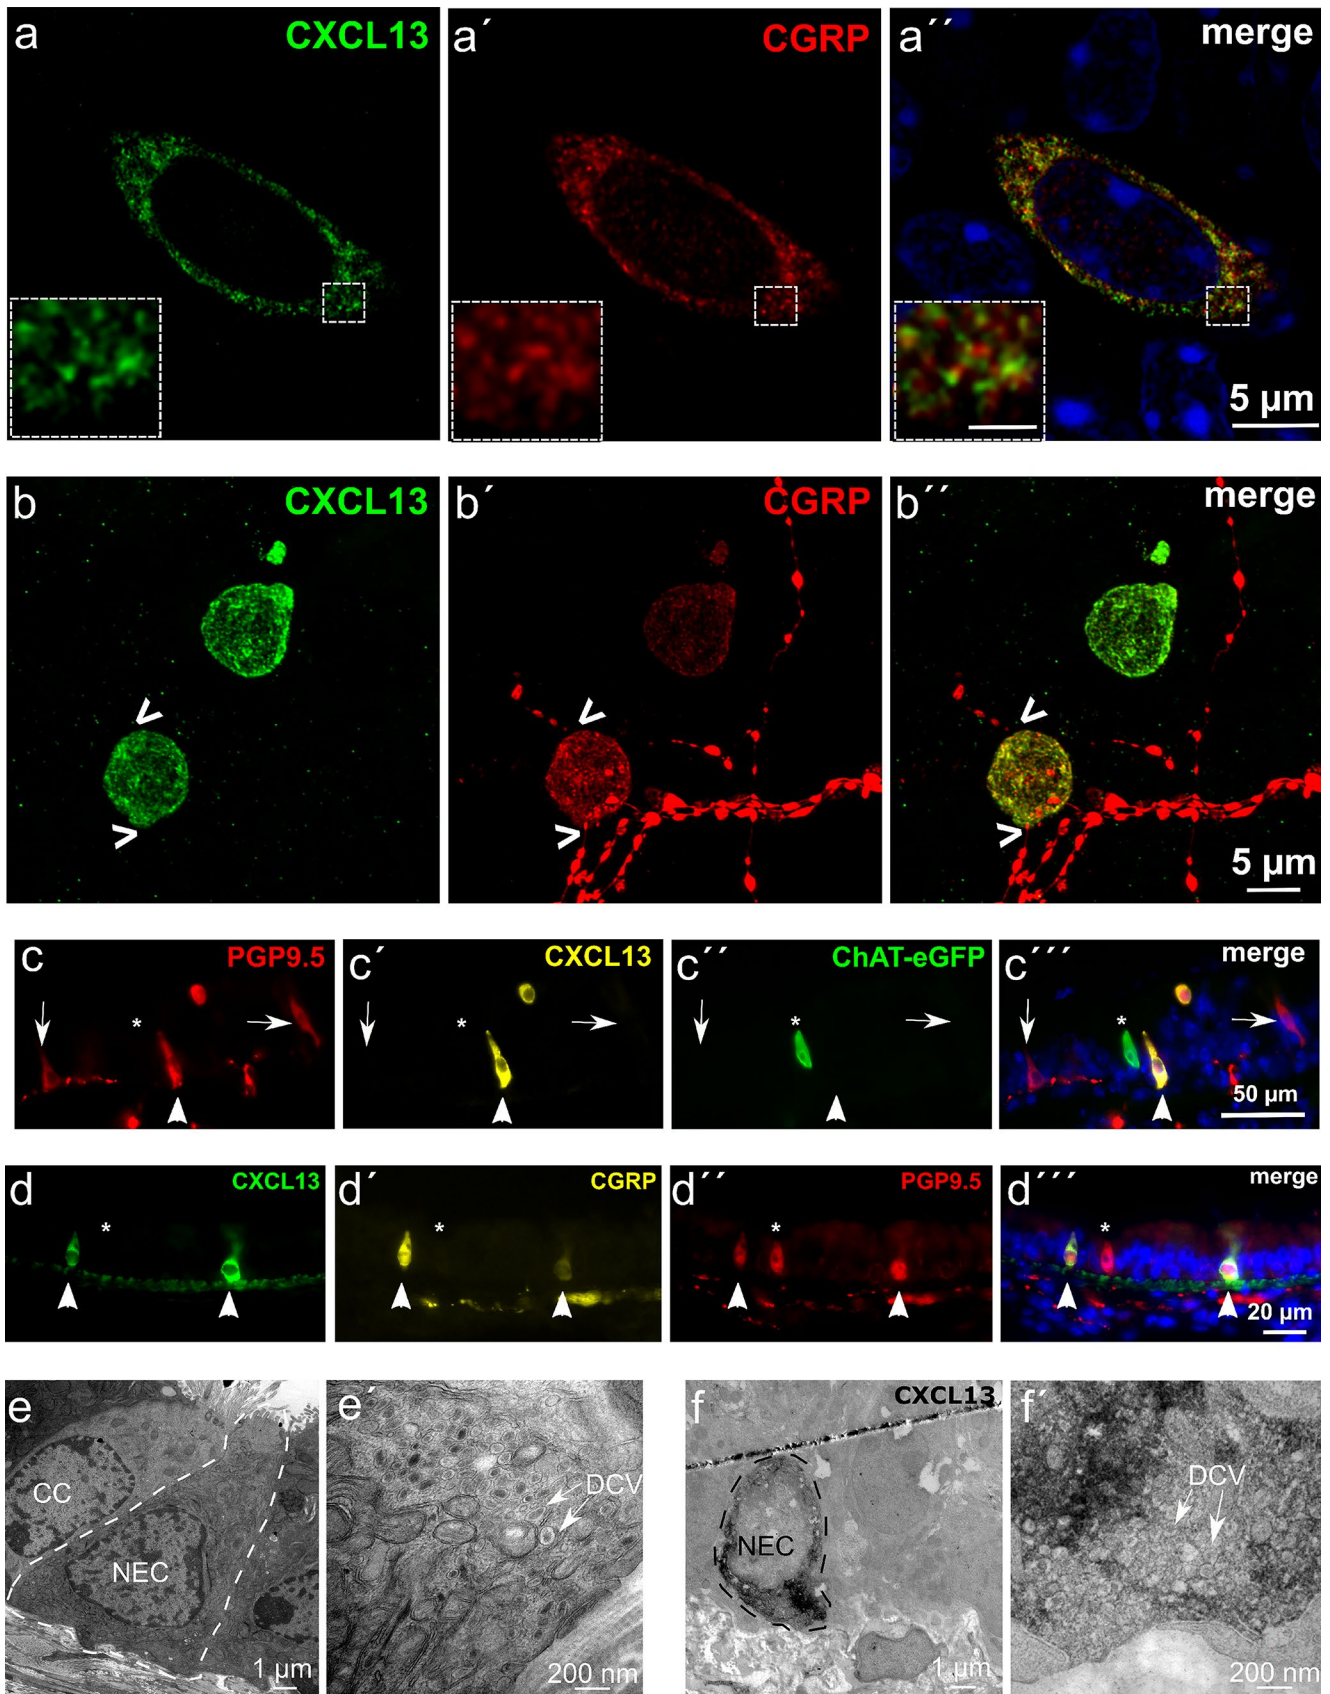 a CXCL13
a´ CGRP
a´´ merge
5 µm
b CXCL13
b´ CGRP
b´´ merge
5 µm
c PGP9.5
c´ CXCL13
c´´ ChAT-eGFP
c´´´ merge
*
*
*
*
50 µm
d CXCL13
d´ CGRP
d´´ PGP9.5
d´´´ merge
*
*
*
*
20 µm
e
CC
NEC
1 µm
e´
DCV
200 nm
f CXCL13
NEC
1 µm
f´
DCV
200 nm